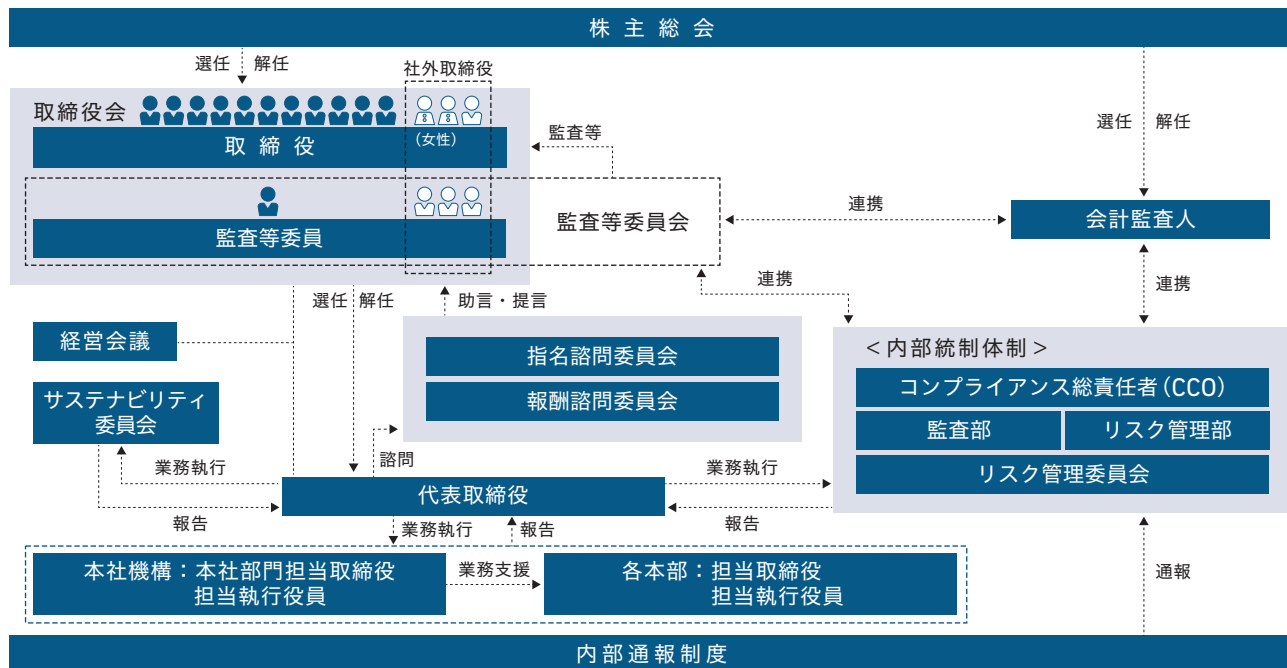 株主総会
選任 解任
社外取締役
取締役会
(女性)
取締役
監査等
選任 解任
監査等委員会
連携
会計監査人
監査等委員
連携
連携
選任 解任
助言・提言
経営会議
指名諮問委員会
報酬諮問委員会
<内部統制体制>
コンプライアンス総責任者(CCO)
監査部
リスク管理部
リスク管理委員会
サステナビリティ
委員会
業務執行
諮問
業務執行
代表取締役
報告
業務執行
報告
報告
本社機構:本社部門担当取締役
担当執行役員
業務支援
各本部:担当取締役
担当執行役員
通報
内部通報制度